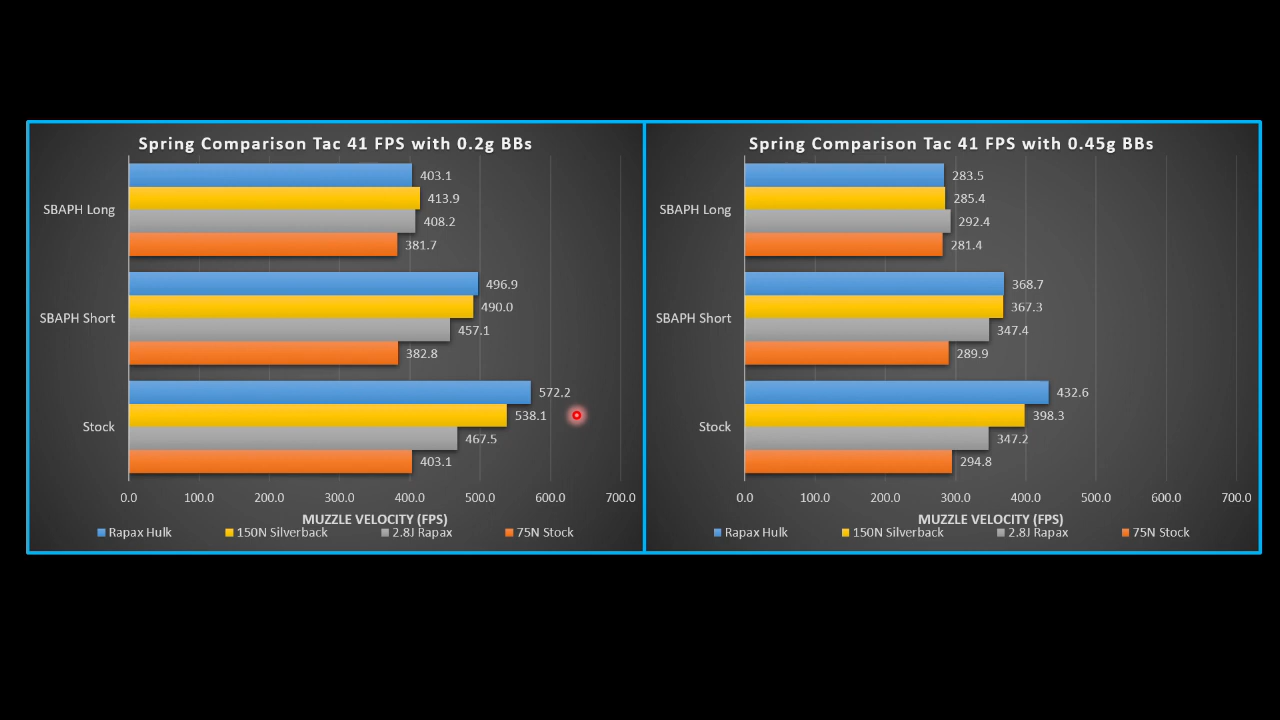 Spring Comparison Tac 41 FPS with 0.2g BBs
SBAPH Long
403.1
413.9
408.2
381.7
SBAPH Short
496.9
490.0
457.1
382.8
Stock
572.2
538.1
467.5
403.1
0.0 100.0 200.0 300.0 400.0 500.0 600.0 700.0
MUZZLE VELOCITY (FPS)
Rapax Hulk 150N Silverback 2.8J Rapax 75N Stock
Spring Comparison Tac 41 FPS with 0.45g BBs
SBAPH Long
283.5
285.4
292.4
281.4
SBAPH Short
368.7
367.3
347.4
289.9
Stock
432.6
398.3
347.2
294.8
0.0 100.0 200.0 300.0 400.0 500.0 600.0 700.0
MUZZLE VELOCITY (FPS)
Rapax Hulk 150N Silverback 2.8J Rapax 75N Stock